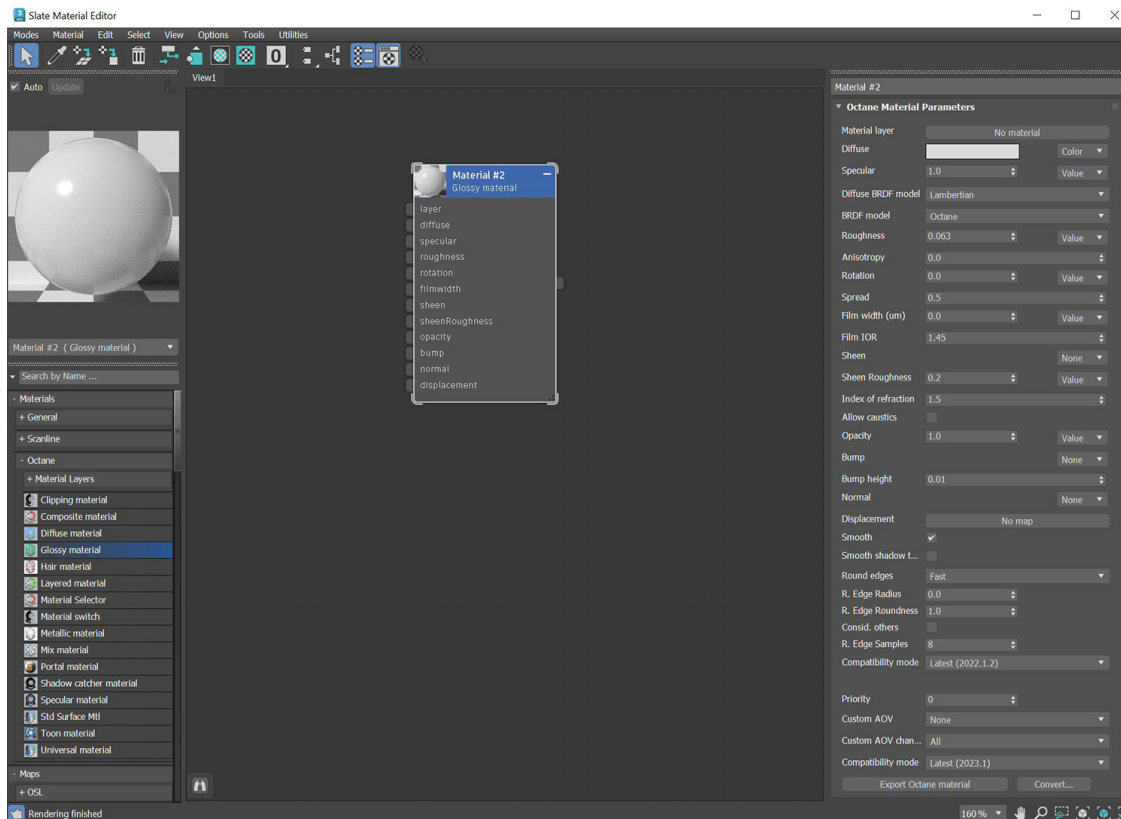 Slate Material Editor
Modes Material Edit Select View Options Tools Utilities
0
Auto Update
View1
Material #2
Octane Material Parameters
Material layer No material
Diffuse Color
Specular 1.0 Value
Diffuse BRDF model Lambertian
BRDF model Octane
Roughness 0.063 Value
Anisotropy 0.0
Rotation 0.0 Value
Spread 0.5
Film width (um) 0.0 Value
Film IOR 1.45
Sheen None
Sheen Roughness 0.2 Value
Index of refraction 1.5
Allow caustics
Opacity 1.0 Value
Bump None
Bump height 0.01
Normal None
Displacement No map
Smooth
Smooth shadow t...
Round edges Fast
R. Edge Radius 0.0
R. Edge Roundness 1.0
Consid. others
R. Edge Samples 8
Compatibility mode Latest (2022.1.2)
Priority 0
Custom AOV None
Custom AOV chan... All
Compatibility mode Latest (2023.1)
Export Octane material Convert...
Material #2
Glossy material
layer
diffuse
specular
roughness
rotation
filmwidth
sheen
sheenRoughness
opacity
bump
normal
displacement
Material #2 ( Glossy material )
Search by Name ...
- Materials
+ General
+ Scanline
- Octane
+ Material Layers
Clipping material
Composite material
Diffuse material
Glossy material
Hair material
Layered material
Material Selector
Material switch
Metallic material
Mix material
Portal material
Shadow catcher material
Specular material
Std Surface Mtl
Toon material
Universal material
- Maps
+ OSL
Rendering finished
160%